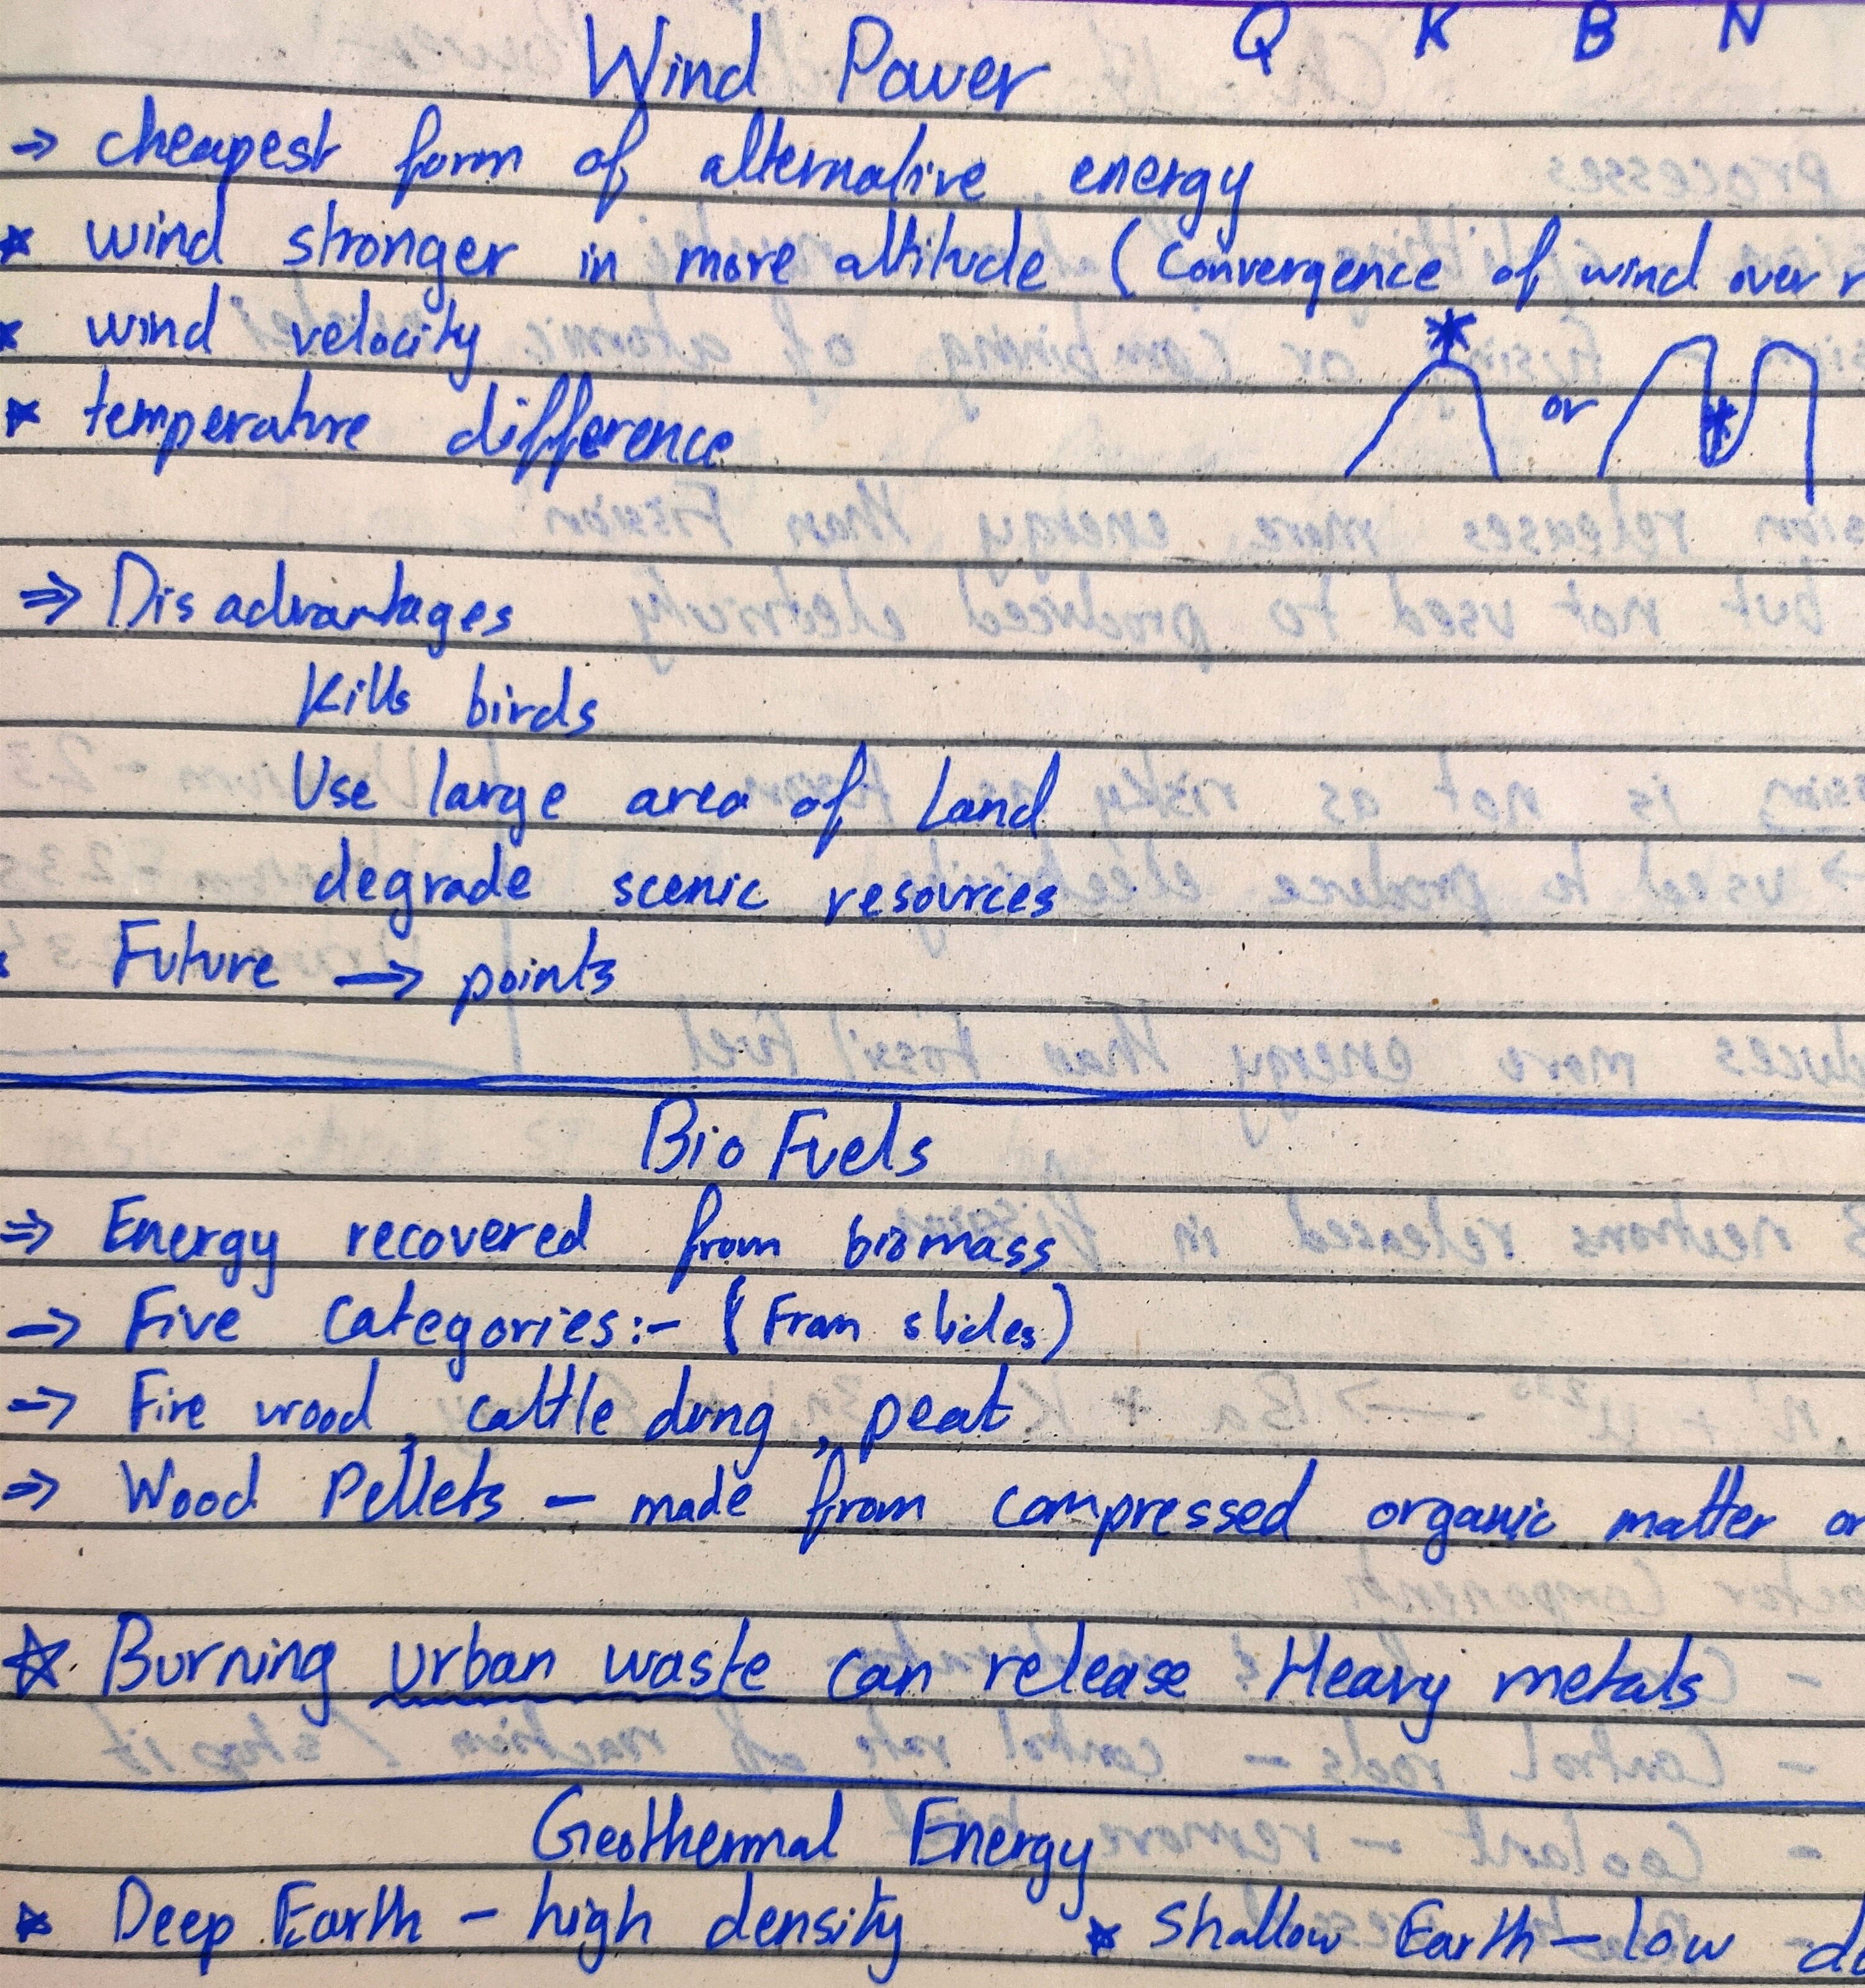 Wind Power Q K B N
⇒ cheapest form of alternative energy
* wind stronger in more altitude (Convergence of wind over
* wind velocity
* temperature difference
or
⇒ Disadvantages
Kills birds
Use large area of Land
degrade scenic resources
Future → points
Bio Fuels
⇒ Energy recovered from biomass
⇒ Five Categories:- (From slides)
⇒ Fire wood, cattle dung, peat
⇒ Wood Pellets - made from compressed organic matter or
☆ Burning urban waste can release Heavy metals
Geothermal Energy
* Deep Earth - high density * Shallow Earth - low